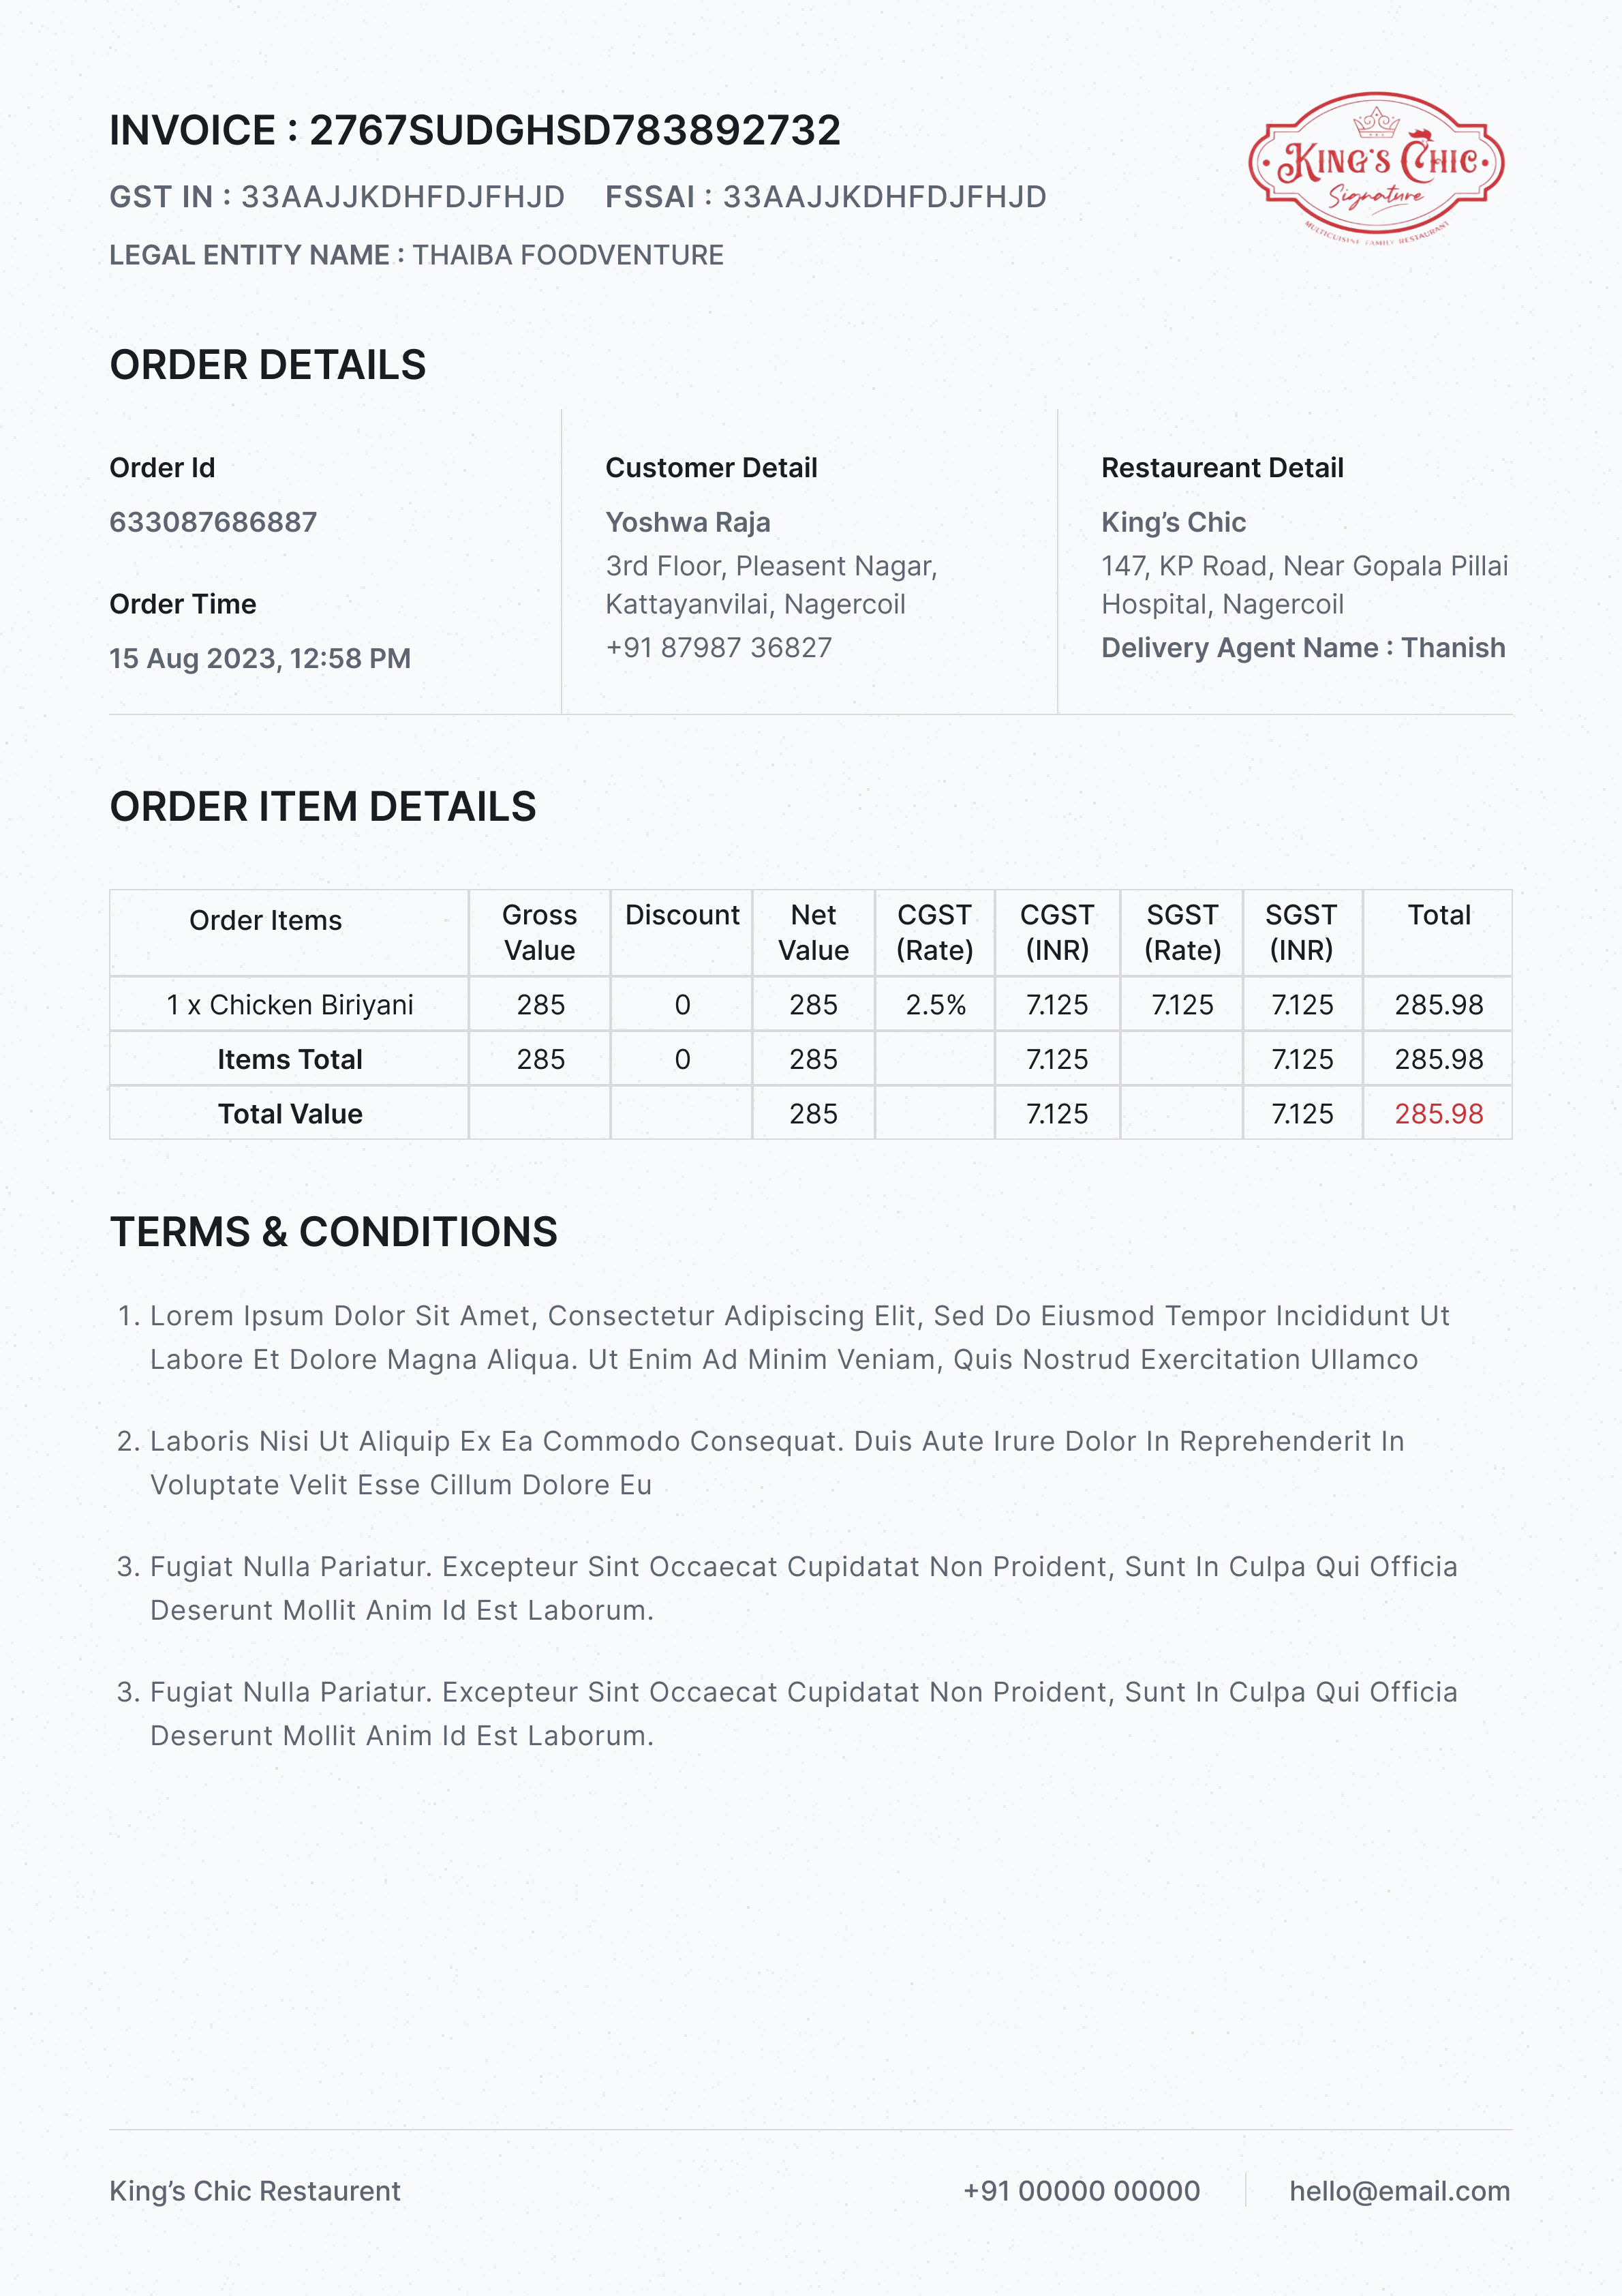 INVOICE : 2767SUDGHSD783892732
GST IN : 33AAJJKDHFDJFHJD FSSAI : 33AAJJKDHFDJFHJD
LEGAL ENTITY NAME : THAIBA FOODVENTURE
KING'S CHIC
Signature
MULTICUISINE FAMILY RESTAURANT
ORDER DETAILS
Order Id
633087686887
Order Time
15 Aug 2023, 12:58 PM
Customer Detail
Yoshwa Raja
3rd Floor, Pleasent Nagar,
Kattayanvilai, Nagercoil
+91 87987 36827
Restaureant Detail
King’s Chic
147, KP Road, Near Gopala Pillai
Hospital, Nagercoil
Delivery Agent Name : Thanish
ORDER ITEM DETAILS
Order Items Gross Value Discount Net Value CGST (Rate) CGST (INR) SGST (Rate) SGST (INR) Total
1 x Chicken Biriyani 285 0 285 2.5% 7.125 7.125 7.125 285.98
Items Total 285 0 285 7.125 7.125 285.98
Total Value 285 7.125 7.125 285.98
TERMS & CONDITIONS
1. Lorem Ipsum Dolor Sit Amet, Consectetur Adipiscing Elit, Sed Do Eiusmod Tempor Incididunt Ut
Labore Et Dolore Magna Aliqua. Ut Enim Ad Minim Veniam, Quis Nostrud Exercitation Ullamco
2. Laboris Nisi Ut Aliquip Ex Ea Commodo Consequat. Duis Aute Irure Dolor In Reprehenderit In
Voluptate Velit Esse Cillum Dolore Eu
3. Fugiat Nulla Pariatur. Excepteur Sint Occaecat Cupidatat Non Proident, Sunt In Culpa Qui Officia
Deserunt Mollit Anim Id Est Laborum.
3. Fugiat Nulla Pariatur. Excepteur Sint Occaecat Cupidatat Non Proident, Sunt In Culpa Qui Officia
Deserunt Mollit Anim Id Est Laborum.
King’s Chic Restaurent +91 00000 00000 hello@email.com